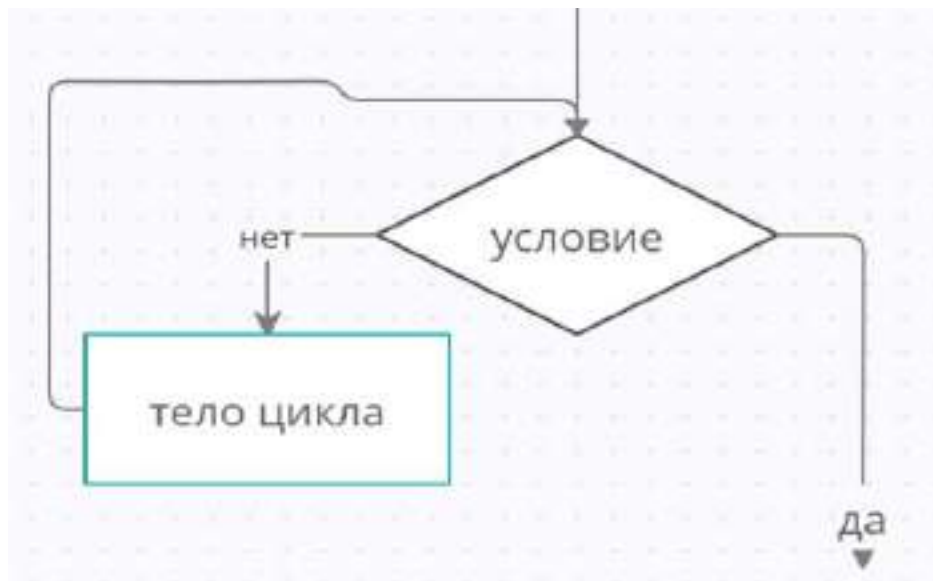 условие
нет
тело цикла
да